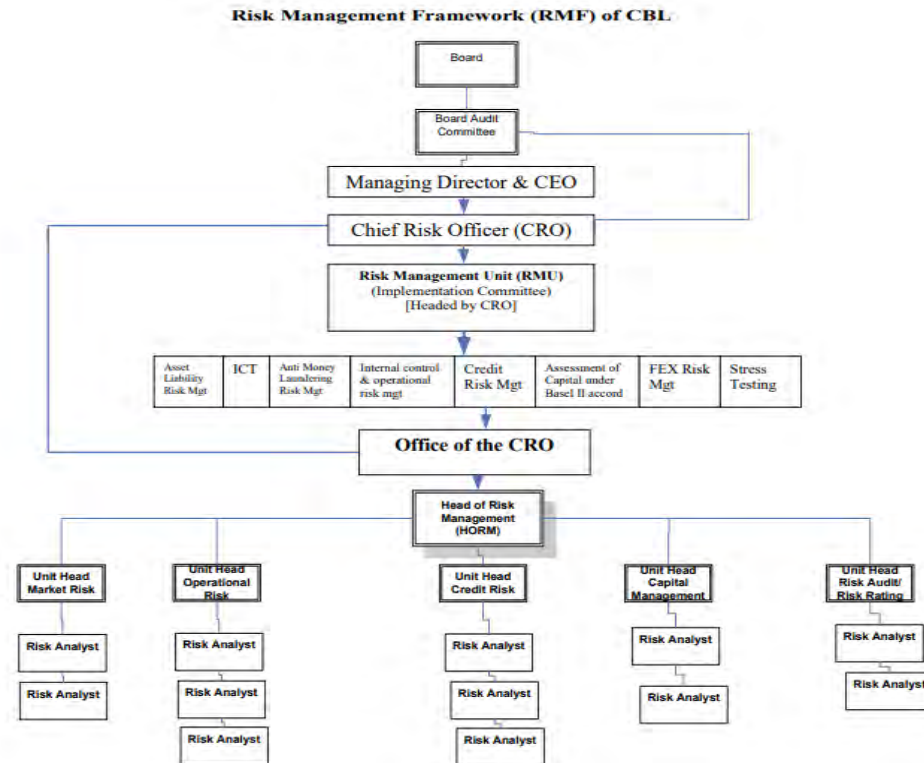 Risk Management Framework (RMF) of CBL
Board
Board Audit
Committee
Managing Director & CEO
Chief Risk Officer (CRO)
Risk Management Unit (RMU)
(Implementation Committee)
[Headed by CRO]
Asset
Liability
Risk Mgt
ICT
Anti Money
Laundering
Risk Mgt
Internal control
& operational
risk mgt
Credit
Risk Mgt
Assessment of
Capital under
Basel II accord
FEX Risk
Mgt
Stress
Testing
Office of the CRO
Head of Risk
Management
(HORM)
Unit Head
Market Risk
Unit Head
Operational
Risk
Unit Head
Credit Risk
Unit Head
Capital
Management
Unit Head
Risk Audit/
Risk Rating
Risk Analyst
Risk Analyst
Risk Analyst
Risk Analyst
Risk Analyst
Risk Analyst
Risk Analyst
Risk Analyst
Risk Analyst
Risk Analyst
Risk Analyst
Risk Analyst